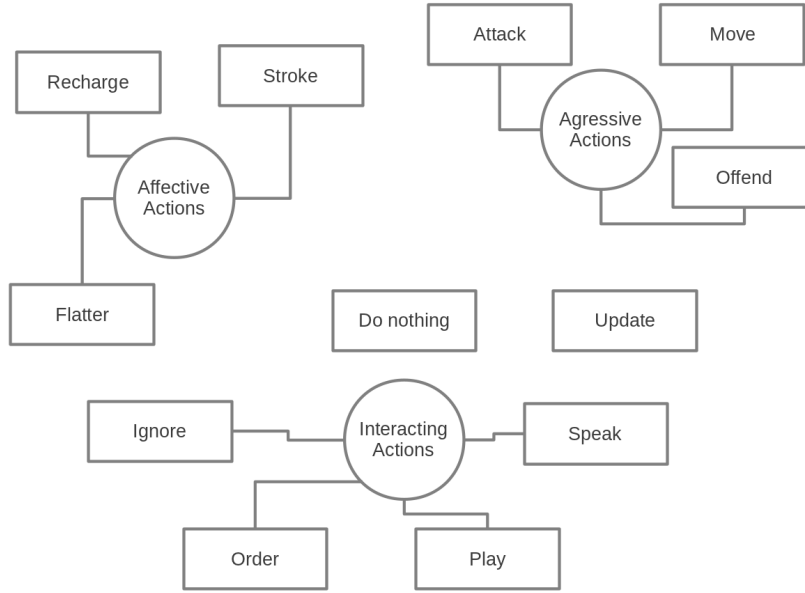 Attack
Move
Recharge
Stroke
Agressive
Actions
Offend
Affective
Actions
Flatter
Do nothing
Update
Ignore
Interacting
Actions
Speak
Order
Play